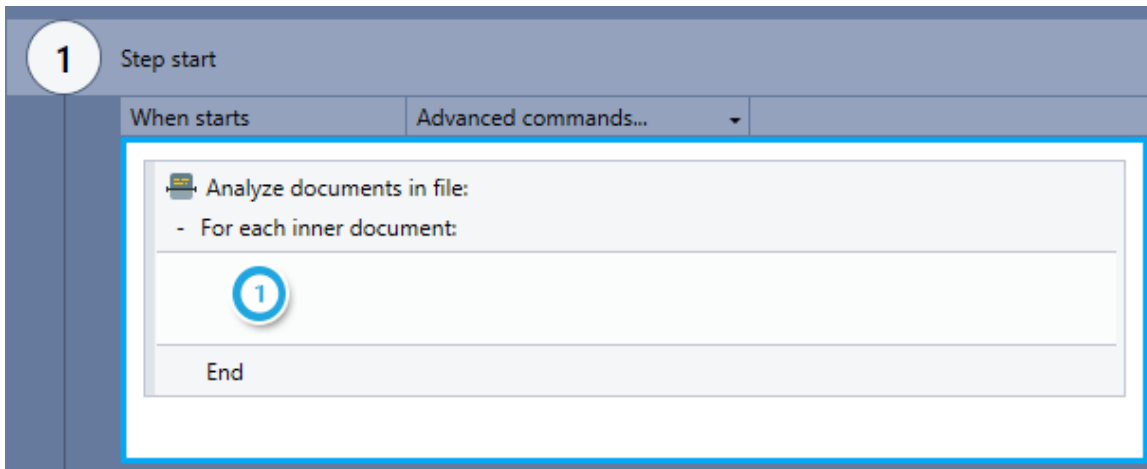 1 Step start
When starts Advanced commands...
Analyze documents in file:
- For each inner document:
1
End